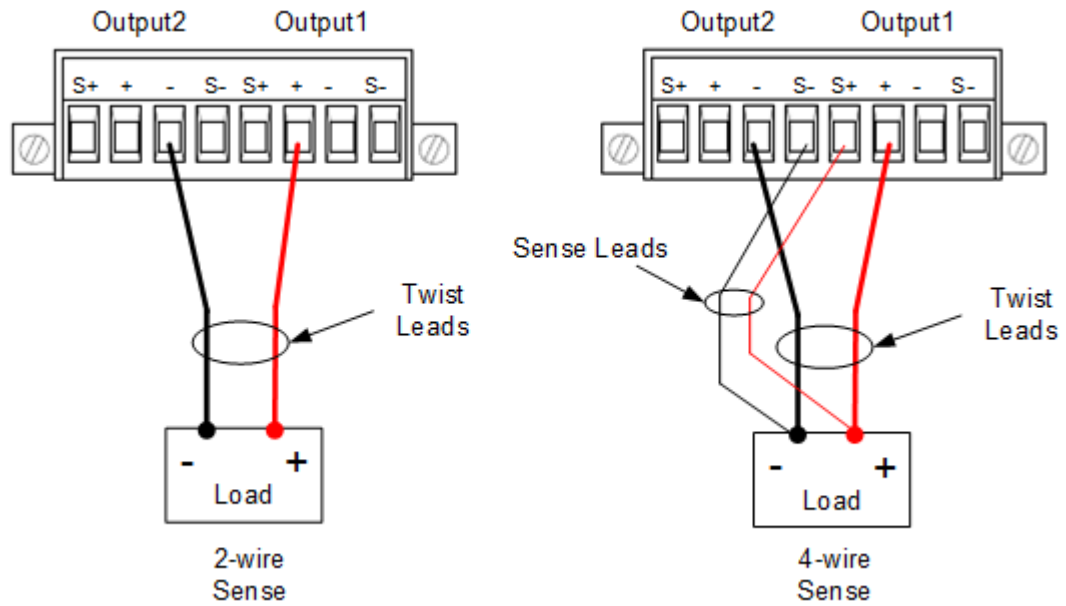 Output2 Output1
S+ + - S- S+ + - S-
Twist
Leads
- +
Load
2-wire
Sense
Output2 Output1
S+ + - S- S+ + - S-
Sense Leads
Twist
Leads
- +
Load
4-wire
Sense